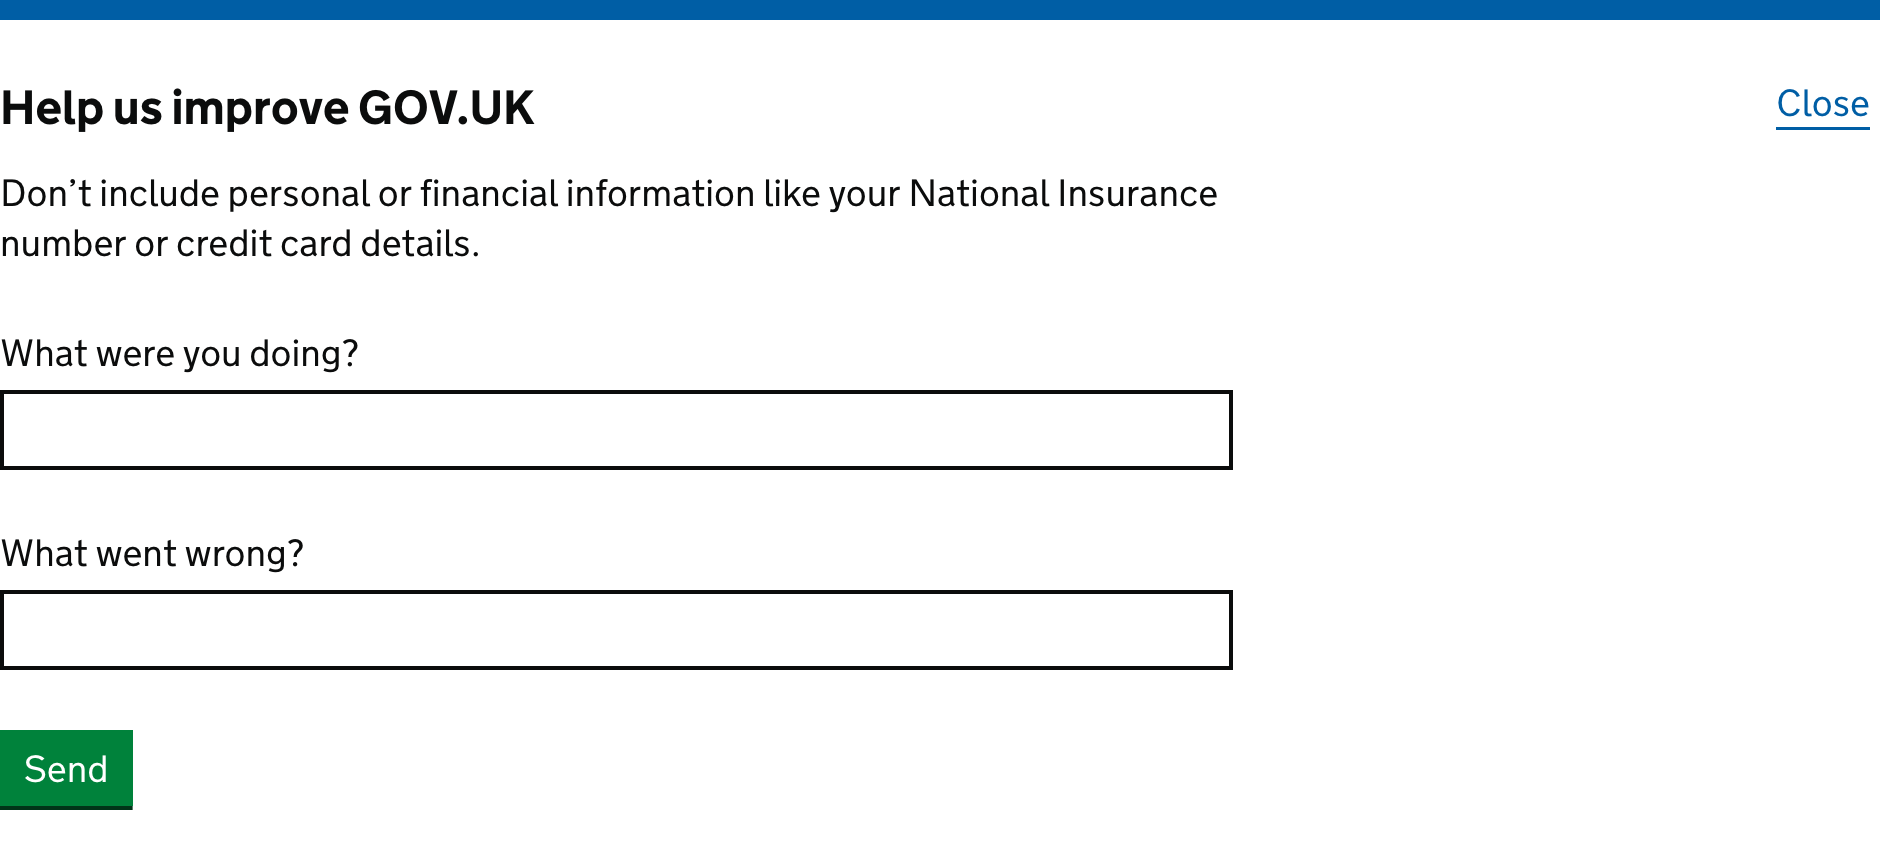 Help us improve GOV.UK
Close
Don’t include personal or financial information like your National Insurance
number or credit card details.
What were you doing?
What went wrong?
Send